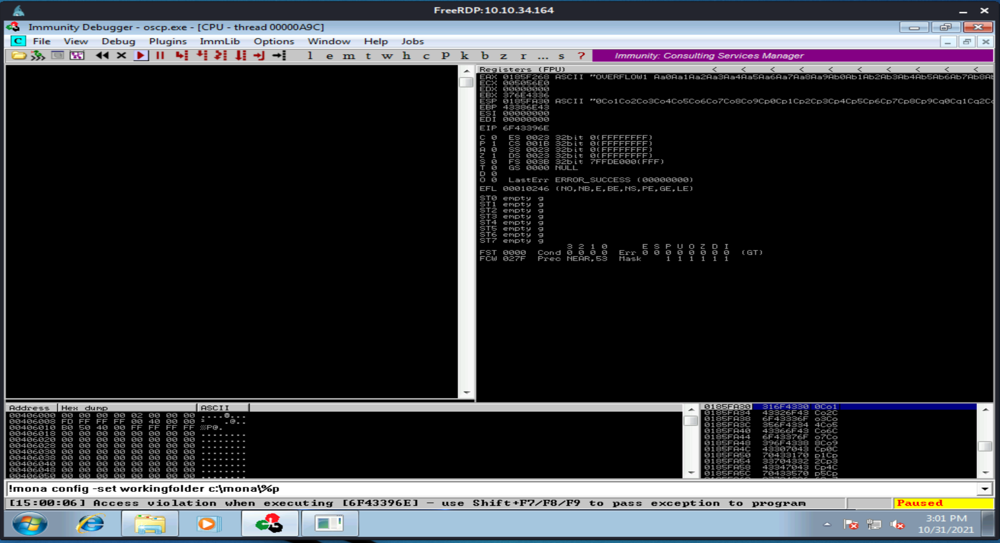 FreeRDP:10.10.34.164
Immunity Debugger - oscp.exe - [CPU - thread 00000A9C]
C File View Debug Plugins ImmLib Options Window Help Jobs
l e m t w h c P k b z r ... s ? Immunity: Consulting Services Manager
Registers (FPU) < < < < < < < < < <
EAX 0185F268 ASCII "OVERFLOW1 Aa0Aa1Aa2Aa3Aa4Aa5Aa6Aa7Aa8Aa9Ab0Ab1Ab2Ab3Ab4Ab5Ab6Ab7Ab8Ab
ECX 005056E0
EDX 00000000
EBX 376E4336
ESP 0185FA30 ASCII "0Co1Co2Co3Co4Co5Co6Co7Co8Co9Cp0Cp1Cp2Cp3Cp4Cp5Cp6Cp7Cp8Cp9Cq0Cq1Cq2C
EBP 43386E43
ESI 00000000
EDI 00000000
EIP 6F43396E
C 0 ES 0023 32bit 0(FFFFFFFF)
P 1 CS 001B 32bit 0(FFFFFFFF)
A 0 SS 0023 32bit 0(FFFFFFFF)
Z 1 DS 0023 32bit 0(FFFFFFFF)
S 0 FS 003B 32bit 7FFDE000(FFF)
T 0 GS 0000 NULL
D 0
O 0 LastErr ERROR_SUCCESS (00000000)
EFL 00010246 (NO,NB,E,BE,NS,PE,GE,LE)
ST0 empty g
ST1 empty g
ST2 empty g
ST3 empty g
ST4 empty g
ST5 empty g
ST6 empty g
ST7 empty g
3 2 1 0 E S P U O Z D I
FST 0000 Cond 0 0 0 0 Err 0 0 0 0 0 0 0 0 (GT)
FCW 027F Prec NEAR,53 Mask 1 1 1 1 1 1
Address Hex dump ASCII
00406000 00 00 00 00 02 00 00 00 ....☻...
00406008 FD FF FF FF 00 40 00 00 ² .@..
00406010 B0 50 40 00 FF FF FF FF ░P@.
00406018 00 00 00 00 00 00 00 00 ........
00406020 00 00 00 00 00 00 00 00 ........
00406028 00 00 00 00 00 00 00 00 ........
00406030 00 00 00 00 00 00 00 00 ........
00406038 00 00 00 00 00 00 00 00 ........
00406040 00 00 00 00 00 00 00 00 ........
00406048 00 00 00 00 00 00 00 00 ........
00406050 00 00 00 00 00 00 00 00 ........
0185FA30 316F4330 0Co1
0185FA34 43326F43 Co2C
0185FA38 6F43336F o3Co
0185FA3C 356F4334 4Co5
0185FA40 43366F43 Co6C
0185FA44 6F43376F o7Co
0185FA48 396F4338 8Co9
0185FA4C 43307043 Cp0C
0185FA50 70433170 p1Cp
0185FA54 33704332 2Cp3
0185FA58 43347043 Cp4C
0185FA5C 70433570 p5Cp
!mona config -set workingfolder c:\mona\%p
[15:00:06] Access violation when executing [6F43396E] - use Shift+F7/F8/F9 to pass exception to program Paused
3:01 PM
10/31/2021